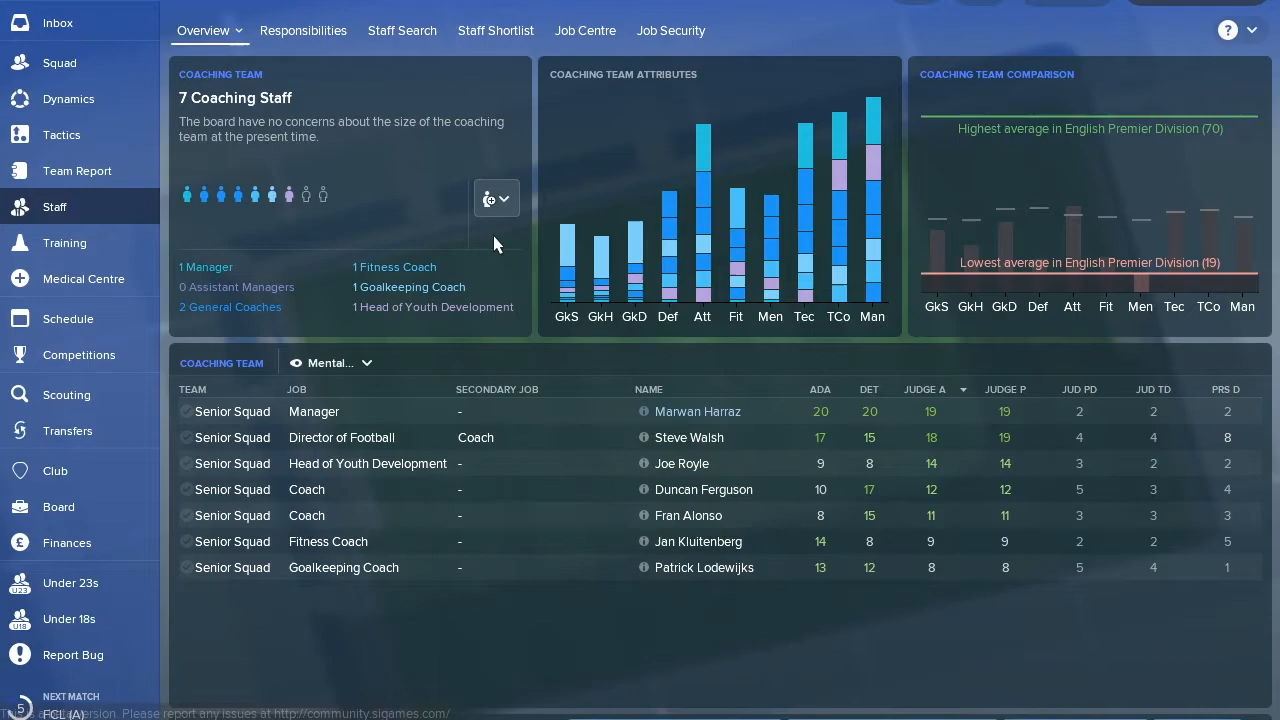 Inbox
Squad
Dynamics
Tactics
Team Report
Staff
Training
Medical Centre
Schedule
Competitions
Scouting
Transfers
Club
Board
Finances
U23
Under 23s
U18
Under 18s
Report Bug
5
NEXT MATCH
This is a beta version. Please report any issues at http://community.sigames.com/
Overview
Responsibilities
Staff Search
Staff Shortlist
Job Centre
Job Security
?
COACHING TEAM
7 Coaching Staff
The board have no concerns about the size of the coaching
team at the present time.
1 Manager
1 Fitness Coach
0 Assistant Managers
1 Goalkeeping Coach
2 General Coaches
1 Head of Youth Development
COACHING TEAM ATTRIBUTES
GkS GkH GkD Def Att Fit Men Tec TCo Man
COACHING TEAM COMPARISON
Highest average in English Premier Division (70)
Lowest average in English Premier Division (19)
GkS GkH GkD Def Att Fit Men Tec TCo Man
COACHING TEAM
Mental...
TEAM JOB SECONDARY JOB NAME ADA DET JUDGE A JUDGE P JUD PD JUD TD PRS D
Senior Squad Manager - Marwan Harraz 20 20 19 19 2 2 2
Senior Squad Director of Football Coach Steve Walsh 17 15 18 19 4 4 8
Senior Squad Head of Youth Development - Joe Royle 9 8 14 14 3 2 2
Senior Squad Coach - Duncan Ferguson 10 17 12 12 5 3 4
Senior Squad Coach - Fran Alonso 8 15 11 11 3 3 3
Senior Squad Fitness Coach - Jan Kluitenberg 14 8 9 9 2 2 5
Senior Squad Goalkeeping Coach - Patrick Lodewijks 13 12 8 8 5 4 1